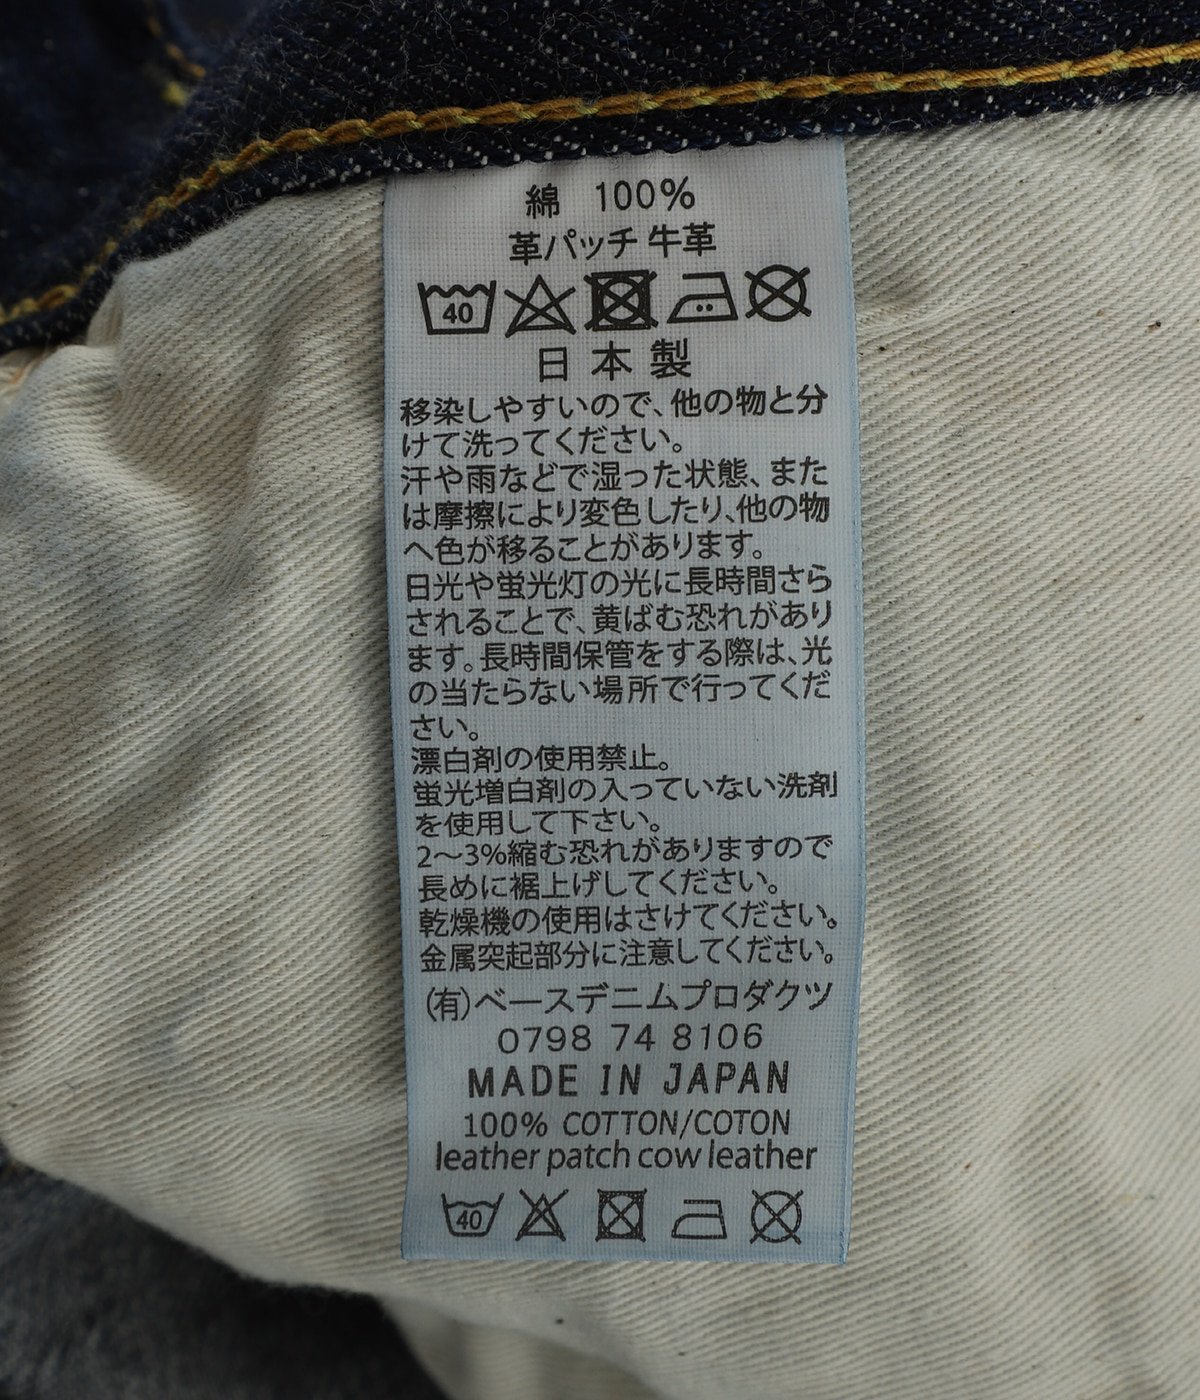 綿 100%
革パッチ 牛革
40
日本製
移染しやすいので、他の物と分
けて洗ってください。
汗や雨などで湿った状態、また
は摩擦により変色したり、他の物
へ色が移ることがあります。
日光や蛍光灯の光に長時間さら
されることで、黄ばむ恐れがあり
ます。長時間保管をする際は、光
の当たらない場所で行ってくだ
さい。
漂白剤の使用禁止。
蛍光増白剤の入っていない洗剤
を使用して下さい。
2〜3%縮む恐れがありますので
長めに裾上げしてください。
乾燥機の使用はさけてください。
金属突起部分に注意してください。
(有)ベースデニムプロダクツ
0798 74 8106
MADE IN JAPAN
100% COTTON/COTON
leather patch cow leather
40